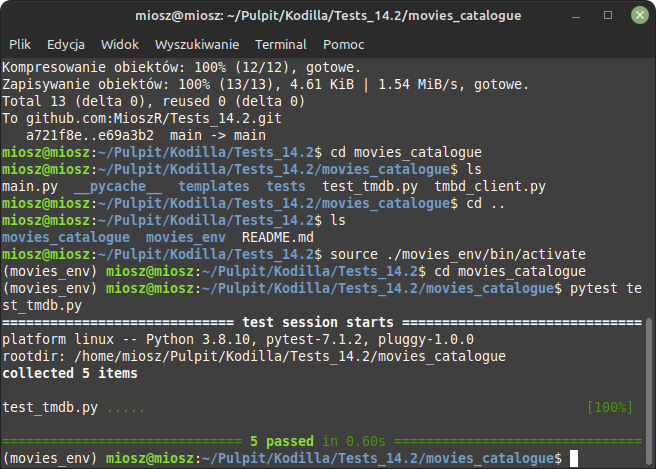 miosz@miosz: ~/Pulpit/Kodilla/Tests_14.2/movies_catalogue
Plik Edycja Widok Wyszukiwanie Terminal Pomoc
Kompresowanie obiektów: 100% (12/12), gotowe.
Zapisywanie obiektów: 100% (13/13), 4.61 KiB | 1.54 MiB/s, gotowe.
Total 13 (delta 0), reused 0 (delta 0)
To github.com:MioszR/Tests_14.2.git
   a721f8e..e69a3b2  main -> main
miosz@miosz:~/Pulpit/Kodilla/Tests_14.2$ cd movies_catalogue
miosz@miosz:~/Pulpit/Kodilla/Tests_14.2/movies_catalogue$ ls
main.py  __pycache__  templates  tests  test_tmdb.py  tmbd_client.py
miosz@miosz:~/Pulpit/Kodilla/Tests_14.2/movies_catalogue$ cd ..
miosz@miosz:~/Pulpit/Kodilla/Tests_14.2$ ls
movies_catalogue  movies_env  README.md
miosz@miosz:~/Pulpit/Kodilla/Tests_14.2$ source ./movies_env/bin/activate
(movies_env) miosz@miosz:~/Pulpit/Kodilla/Tests_14.2$ cd movies_catalogue
(movies_env) miosz@miosz:~/Pulpit/Kodilla/Tests_14.2/movies_catalogue$ pytest te
st_tmdb.py
============================= test session starts ==============================
platform linux -- Python 3.8.10, pytest-7.1.2, pluggy-1.0.0
rootdir: /home/miosz/Pulpit/Kodilla/Tests_14.2/movies_catalogue
collected 5 items
test_tmdb.py .....                                                       [100%]
============================== 5 passed in 0.60s ===============================
(movies_env) miosz@miosz:~/Pulpit/Kodilla/Tests_14.2/movies_catalogue$